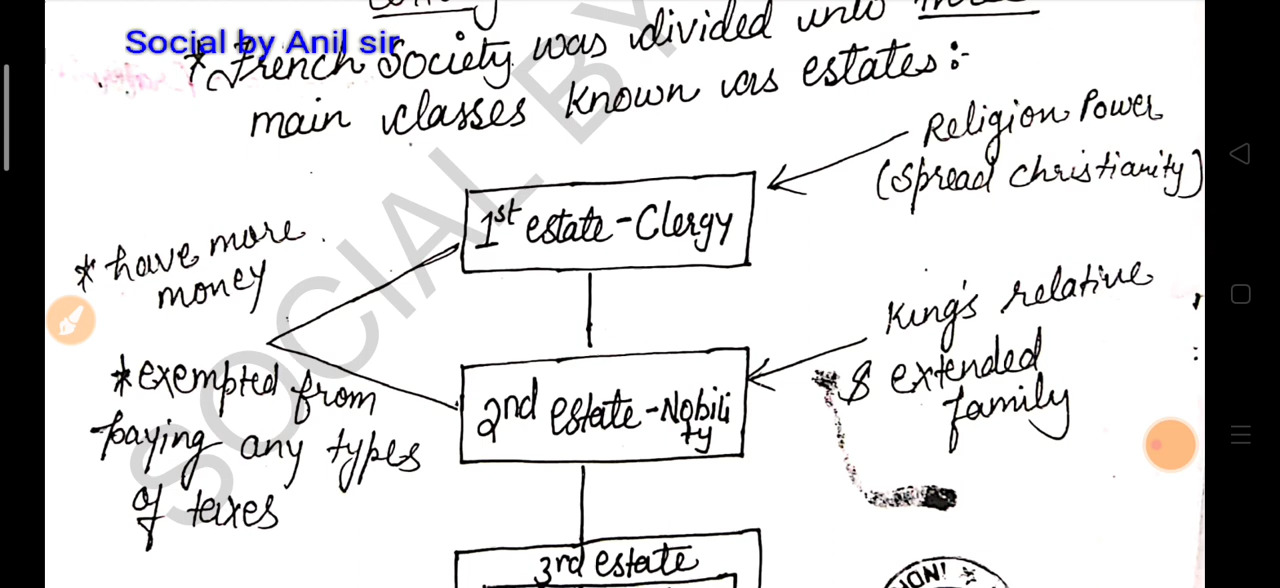 Social by Anil sir
* French Society was divided into three
main classes known as estates:-
Religion Power
(spread christianity)
1st estate - Clergy
* have more
money
King's relative
& extended
family
2nd estate - Nobili
ty
* exempted from
paying any types
of taxes
3rd estate
SOCIAL BY